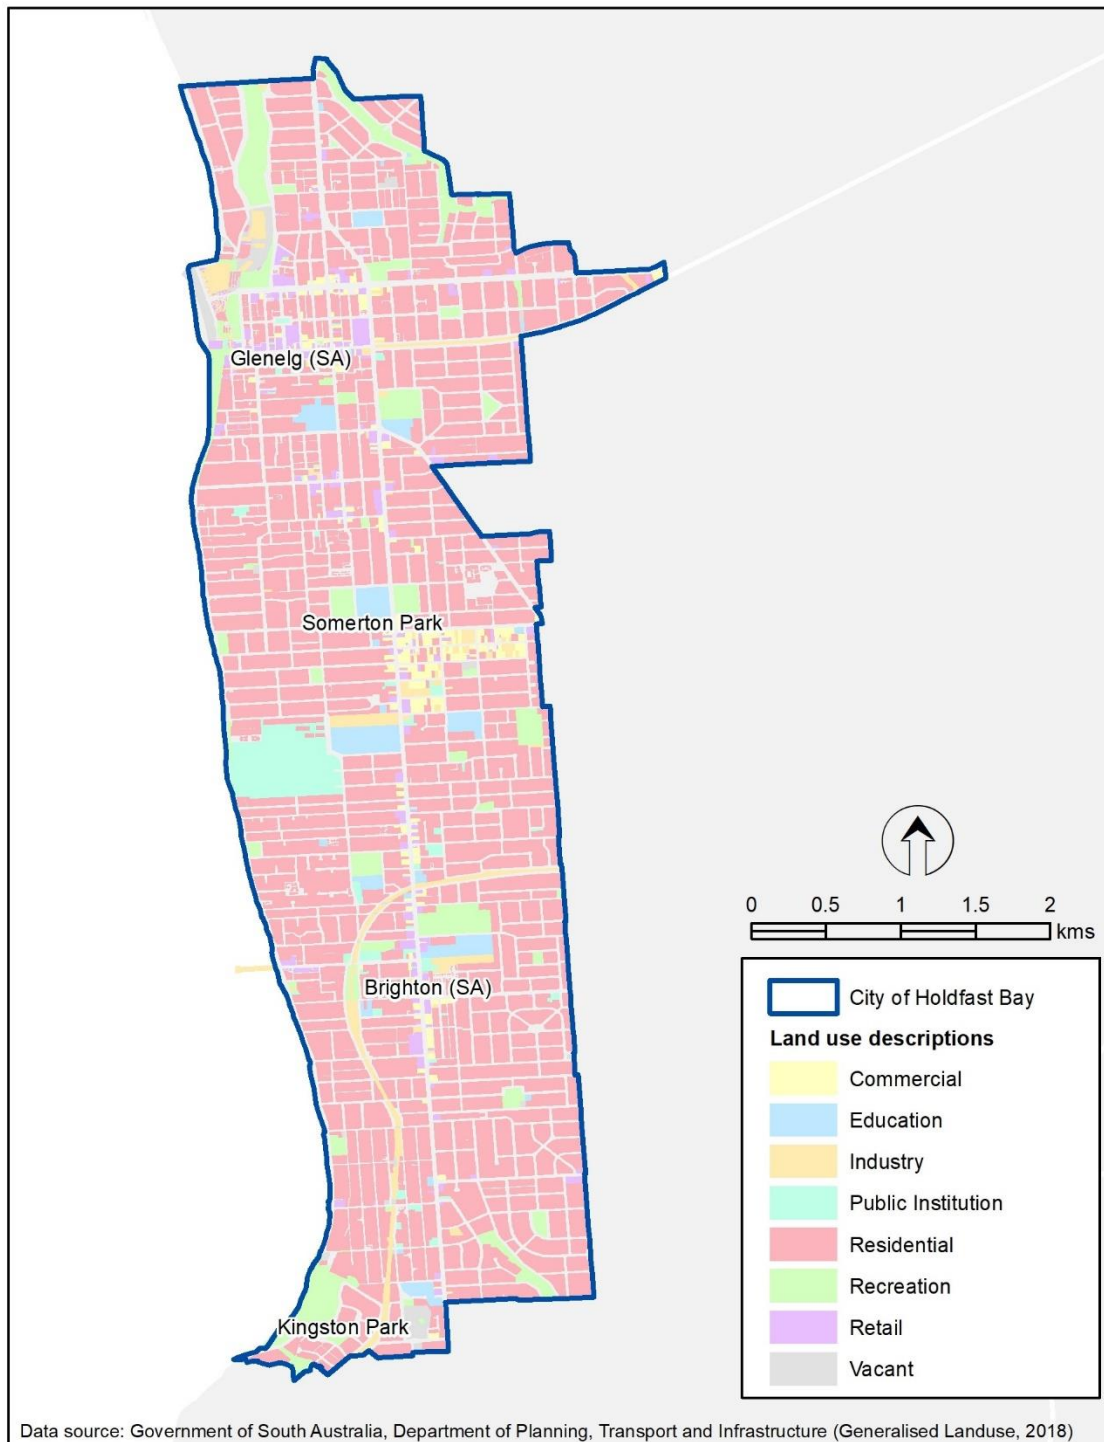 Glenelg (SA)
Somerton Park
Brighton (SA)
Kingston Park
0 0.5 1 1.5 2
kms
City of Holdfast Bay
Land use descriptions
Commercial
Education
Industry
Public Institution
Residential
Recreation
Retail
Vacant
Data source: Government of South Australia, Department of Planning, Transport and Infrastructure (Generalised Landuse, 2018)